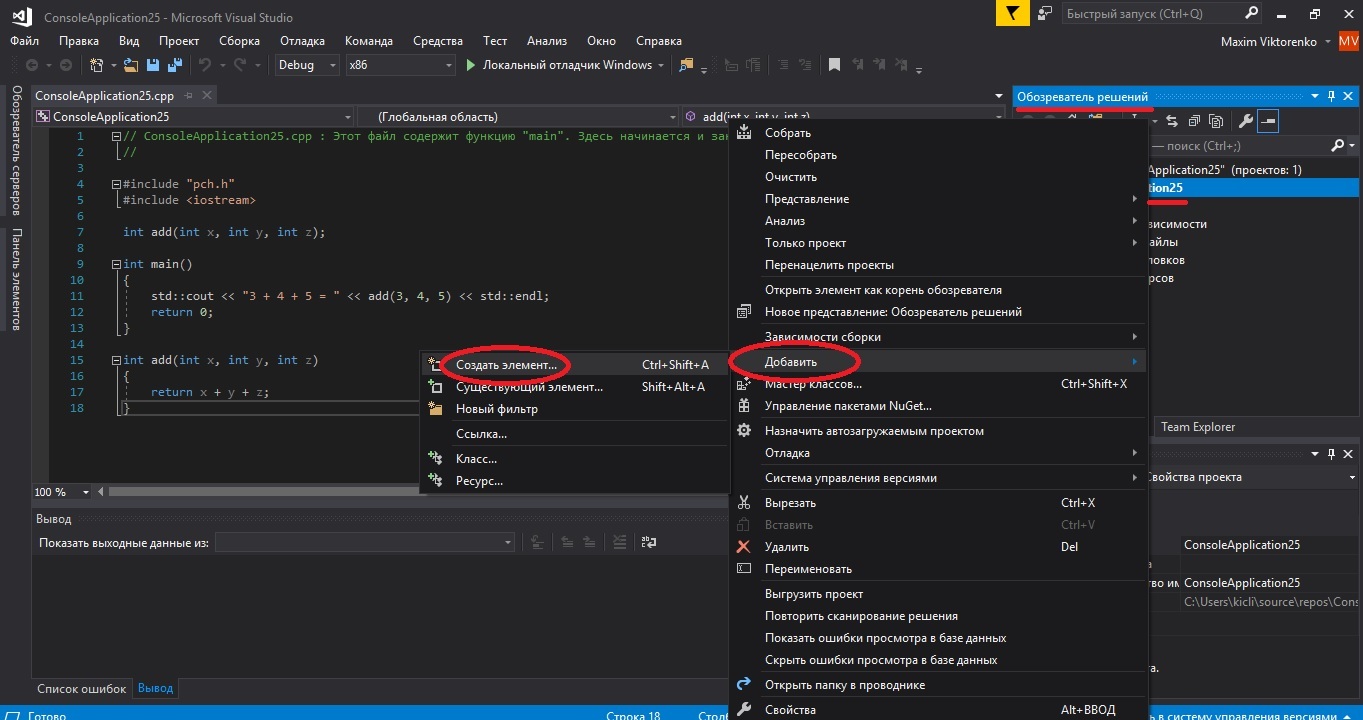 ConsoleApplication25 - Microsoft Visual Studio
Быстрый запуск (Ctrl+Q)
Файл Правка Вид Проект Сборка Отладка Команда Средства Тест Анализ Окно Справка
Maxim Viktorenko MV
Debug x86 Локальный отладчик Windows
Обозреватель серверов
Панель элементов
ConsoleApplication25.cpp
ConsoleApplication25 (Глобальная область) add(int x, int y, int z)
1 // ConsoleApplication25.cpp : Этот файл содержит функцию "main". Здесь начинается и
2 //
3
4 #include "pch.h"
5 #include <iostream>
6
7 int add(int x, int y, int z);
8
9 int main()
10 {
11 std::cout << "3 + 4 + 5 = " << add(3, 4, 5) << std::endl;
12 return 0;
13 }
14
15 int add(int x, int y, int z)
16 {
17 return x + y + z;
18 }
100 %
Создать элемент... Ctrl+Shift+A
Существующий элемент... Shift+Alt+A
Новый фильтр
Ссылка...
Класс...
Ресурс...
Собрать
Пересобрать
Очистить
Представление
Анализ
Только проект
Перенацелить проекты
Открыть элемент как корень обозревателя
Новое представление: Обозреватель решений
Зависимости сборки
Добавить
Мастер классов... Ctrl+Shift+X
Управление пакетами NuGet...
Назначить автозагружаемым проектом
Отладка
Система управления версиями
Вырезать Ctrl+X
Вставить Ctrl+V
Удалить Del
Переименовать
Выгрузить проект
Повторить сканирование решения
Показать ошибки просмотра в базе данных
Скрыть ошибки просмотра в базе данных
Открыть папку в проводнике
Свойства Alt+ВВОД
Обозреватель решений
— поиск (Ctrl+;)
Application25" (проектов: 1)
ion25
висимости
айлы
ловков
рсов
Team Explorer
Свойства проекта
ConsoleApplication25
а
во им ConsoleApplication25
C:\Users\kicli\source\repos\Cons
а.
Вывод
Показать выходные данные из:
Список ошибок Вывод
Готово Строка 18 Столб
ь в систему управления версиями